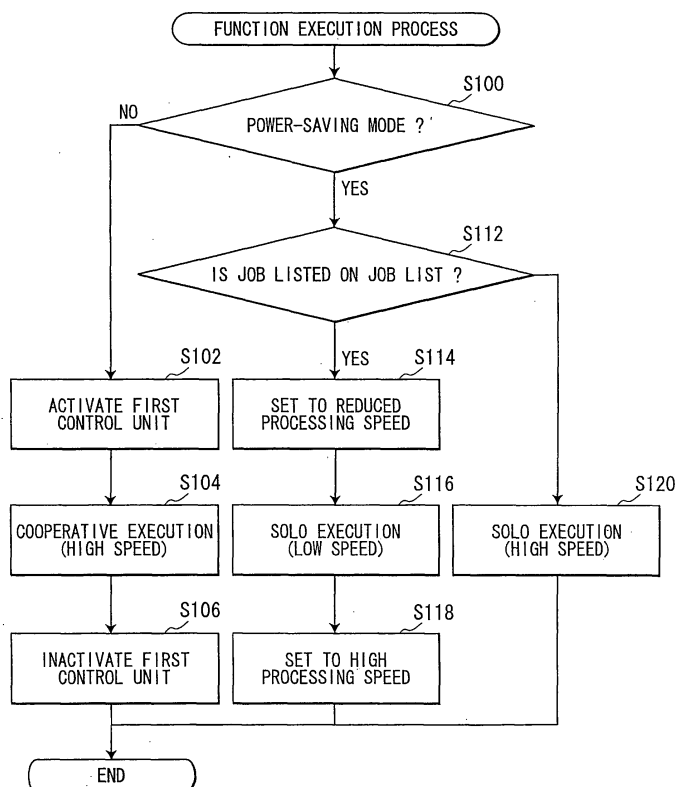 FUNCTION EXECUTION PROCESS
S100
NO
POWER-SAVING MODE ?
YES
S112
IS JOB LISTED ON JOB LIST ?
YES
S102
ACTIVATE FIRST
CONTROL UNIT
S114
SET TO REDUCED
PROCESSING SPEED
S104
COOPERATIVE EXECUTION
(HIGH SPEED)
S116
SOLO EXECUTION
(LOW SPEED)
S120
SOLO EXECUTION
(HIGH SPEED)
S106
INACTIVATE FIRST
CONTROL UNIT
S118
SET TO HIGH
PROCESSING SPEED
END